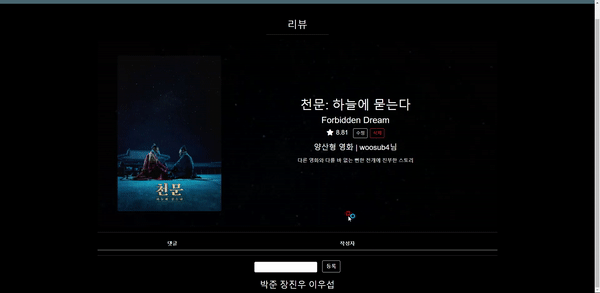 리뷰
천문: 하늘에 묻는다
Forbidden Dream
8.81 수정 삭제
양산형 영화 | woosub4님
다른 영화와 다를 바 없는 뻔한 전개에 진부한 스토리
천문
댓글 작성자
등록
박준 장진우 이우섭